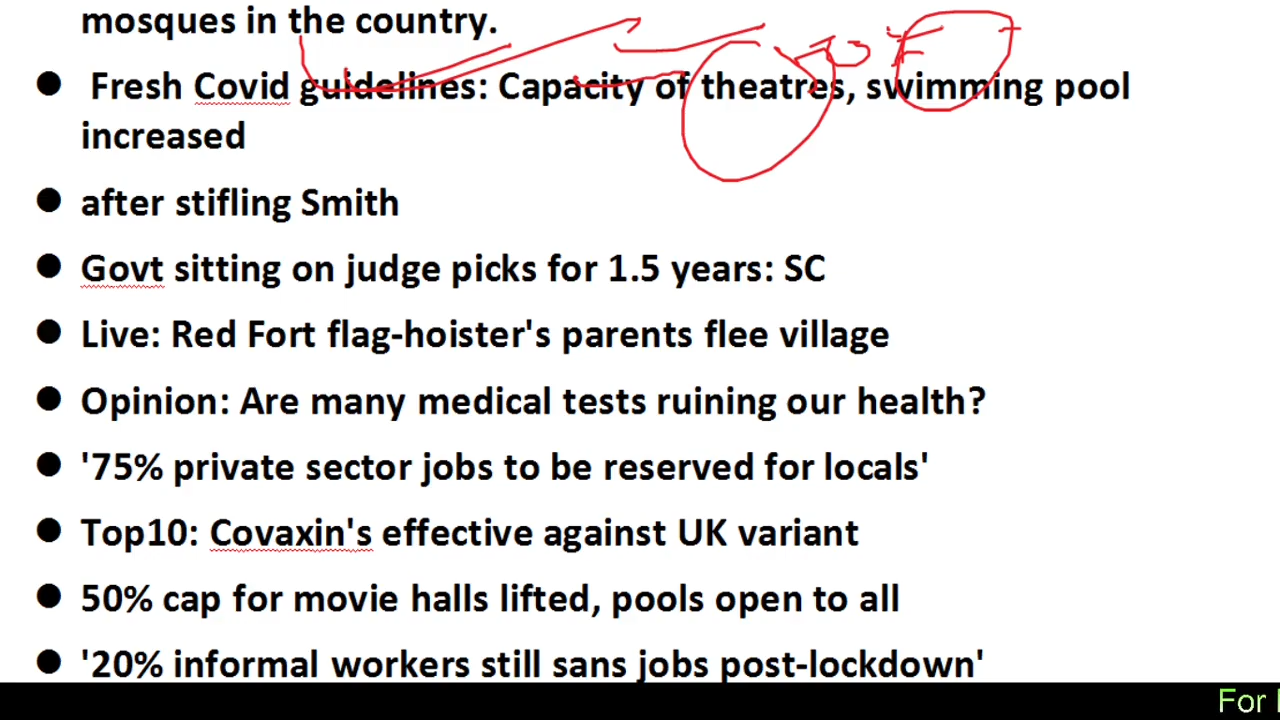 mosques in the country.
● Fresh Covid guidelines: Capacity of theatres, swimming pool
increased
● after stifling Smith
● Govt sitting on judge picks for 1.5 years: SC
● Live: Red Fort flag-hoister's parents flee village
● Opinion: Are many medical tests ruining our health?
● '75% private sector jobs to be reserved for locals'
● Top10: Covaxin's effective against UK variant
● 50% cap for movie halls lifted, pools open to all
● '20% informal workers still sans jobs post-lockdown'
For